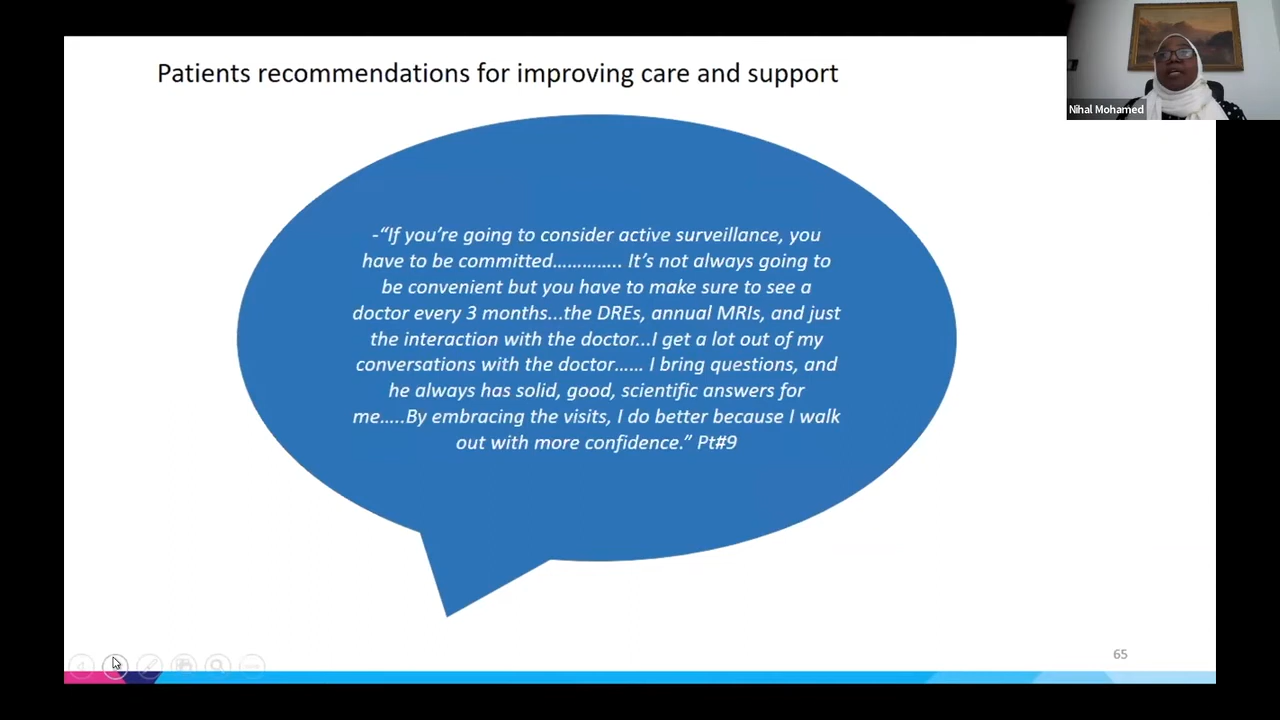 Patients recommendations for improving care and support
Nihal Mohamed
-“If you’re going to consider active surveillance, you
have to be committed………….. It’s not always going to
be convenient but you have to make sure to see a
doctor every 3 months...the DREs, annual MRIs, and just
the interaction with the doctor...I get a lot out of my
conversations with the doctor…… I bring questions, and
he always has solid, good, scientific answers for
me…..By embracing the visits, I do better because I walk
out with more confidence.” Pt#9
65